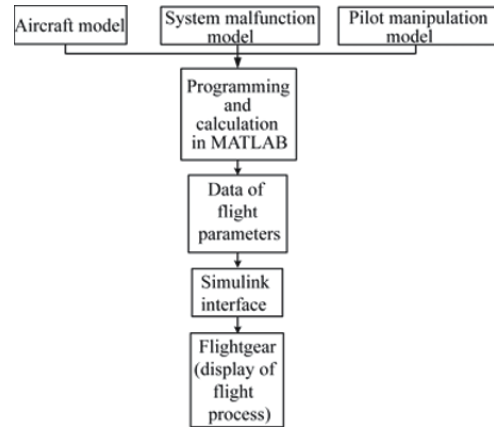 Aircraft model
System malfunction
model
Pilot manipulation
model
Programming
and
calculation
in MATLAB
Data of
flight
parameters
Simulink
interface
Flightgear
(display of
flight
process)